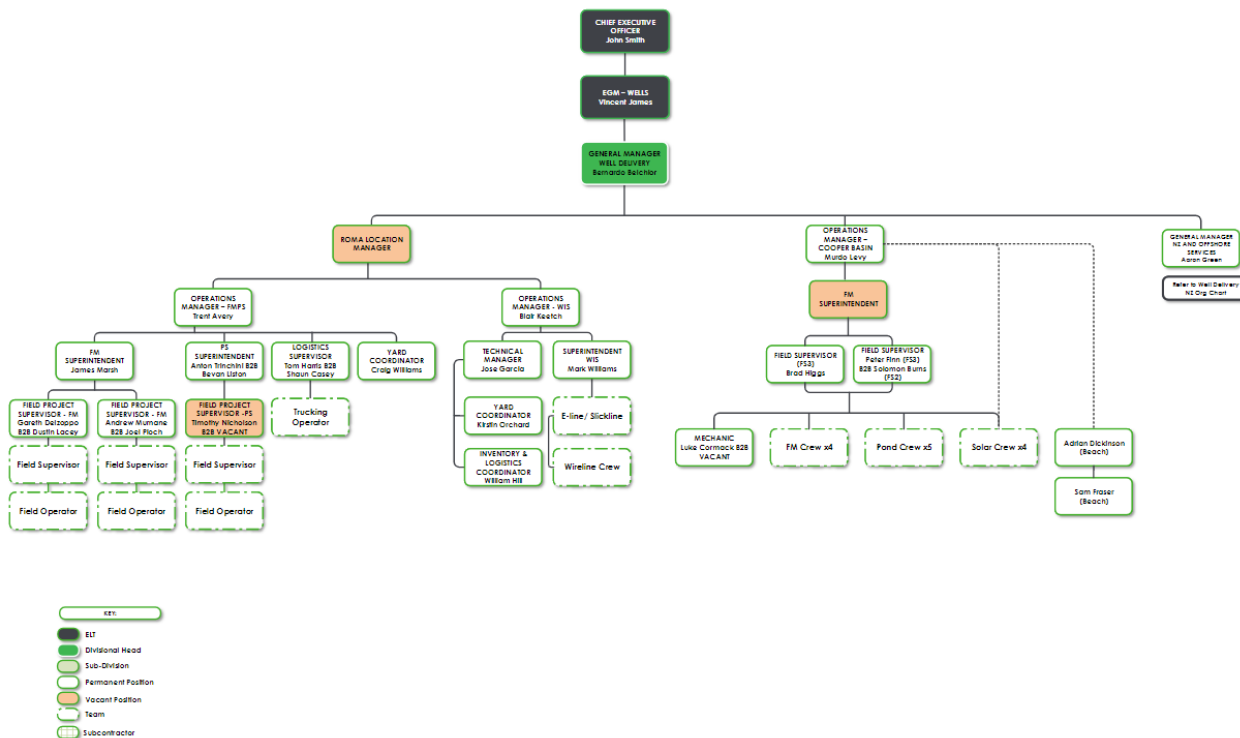 CHIEF EXECUTIVE
OFFICER
John Smith
EGM – WELLS
Vincent James
GENERAL MANAGER
WELL DELIVERY
Bernardo Belchior
ROMA LOCATION
MANAGER
OPERATIONS
MANAGER –
COOPER BASIN
Murdo Levy
GENERAL MANAGER
NZ AND OFFSHORE
SERVICES
Aaron Green
Refer to Well Delivery
NZ Org Chart
OPERATIONS
MANAGER – FMPS
Trent Avery
OPERATIONS
MANAGER - WIS
Blair Keetch
FM
SUPERINTENDENT
FM
SUPERINTENDENT
James Marsh
PS
SUPERINTENDENT
Anton Trinchini B2B
Bevan Liston
LOGISTICS
SUPERVISOR
Tom Harris B2B
Shaun Casey
YARD
COORDINATOR
Craig Williams
TECHNICAL
MANAGER
Jose Garcia
SUPERINTENDENT
WIS
Mark Williams
FIELD SUPERVISOR
(FS3)
Brad Higgs
FIELD SUPERVISOR
Peter Finn (FS3)
B2B Solomon Burns
(FS2)
FIELD PROJECT
SUPERVISOR - FM
Gareth Delzoppo
B2B Dustin Lacey
FIELD PROJECT
SUPERVISOR - FM
Andrew Murnane
B2B Joel Ploch
FIELD PROJECT
SUPERVISOR -PS
Timothy Nicholson
B2B VACANT
Trucking
Operator
YARD
COORDINATOR
Kirstin Orchard
E-line/ Slickline
MECHANIC
Luke Cormack B2B
VACANT
FM Crew x4
Pond Crew x5
Solar Crew x4
Adrian Dickinson
(Beach)
Field Supervisor
Field Supervisor
Field Supervisor
INVENTORY &
LOGISTICS
COORDINATOR
William Hill
Wireline Crew
Sam Fraser
(Beach)
Field Operator
Field Operator
Field Operator
KEY:
ELT
Divisional Head
Sub-Division
Permanent Position
Vacant Position
Team
Subcontractor